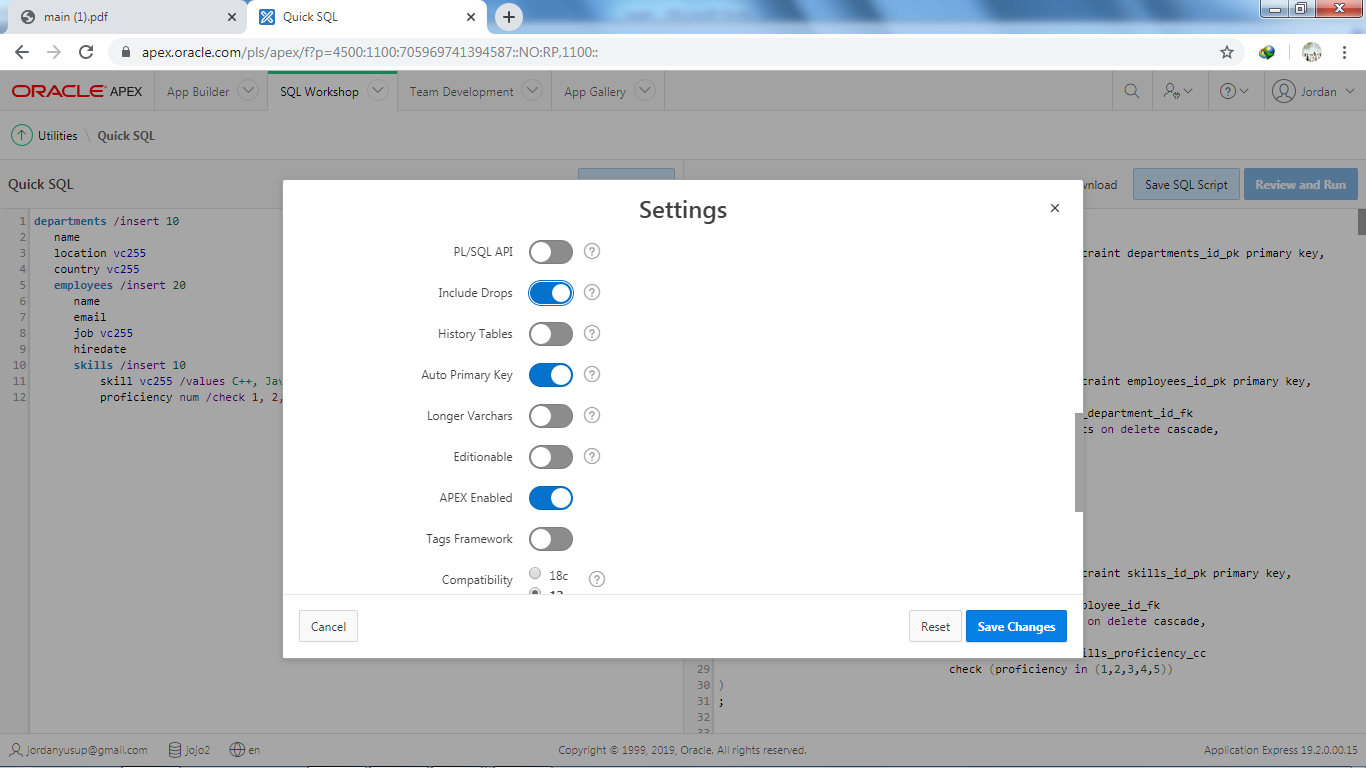 main (1).pdf
Quick SQL
apex.oracle.com/pls/apex/f?p=4500:1100:705969741394587::NO:RP,1100::
ORACLE APEX App Builder SQL Workshop Team Development App Gallery Jordan
Utilities \ Quick SQL
Quick SQL
wnload Save SQL Script Review and Run
1 departments /insert 10
2 name
3 location vc255
4 country vc255
5 employees /insert 20
6 name
7 email
8 job vc255
9 hiredate
10 skills /insert 10
11 skill vc255 /values C++, Jav
12 proficiency num /check 1, 2,
Settings
PL/SQL API
Include Drops
History Tables
Auto Primary Key
Longer Varchars
Editionable
APEX Enabled
Tags Framework
Compatibility 18c
Cancel Reset Save Changes
traint departments_id_pk primary key,
traint employees_id_pk primary key,
_department_id_fk
ts on delete cascade,
traint skills_id_pk primary key,
ployee_id_fk
on delete cascade,
ills_proficiency_cc
29 check (proficiency in (1,2,3,4,5))
30 )
31 ;
32
jordanyusup@gmail.com jojo2 en
Copyright © 1999, 2019, Oracle. All rights reserved.
Application Express 19.2.0.00.15